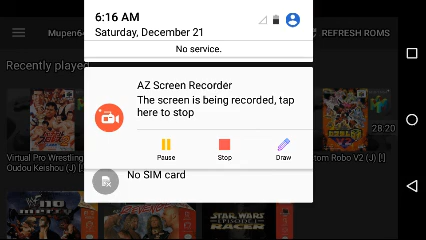 6:16 AM
Saturday, December 21
No service.
Mupen64
REFRESH ROMS
Recently played
AZ Screen Recorder
The screen is being recorded, tap
here to stop
Pause
Stop
Draw
28.20
Virtual Pro Wrestling
Oudou Keishou (J) [!]
tom Robo V2 (J) [!]
No SIM card
STAR WARS
EPISODE I
RACER